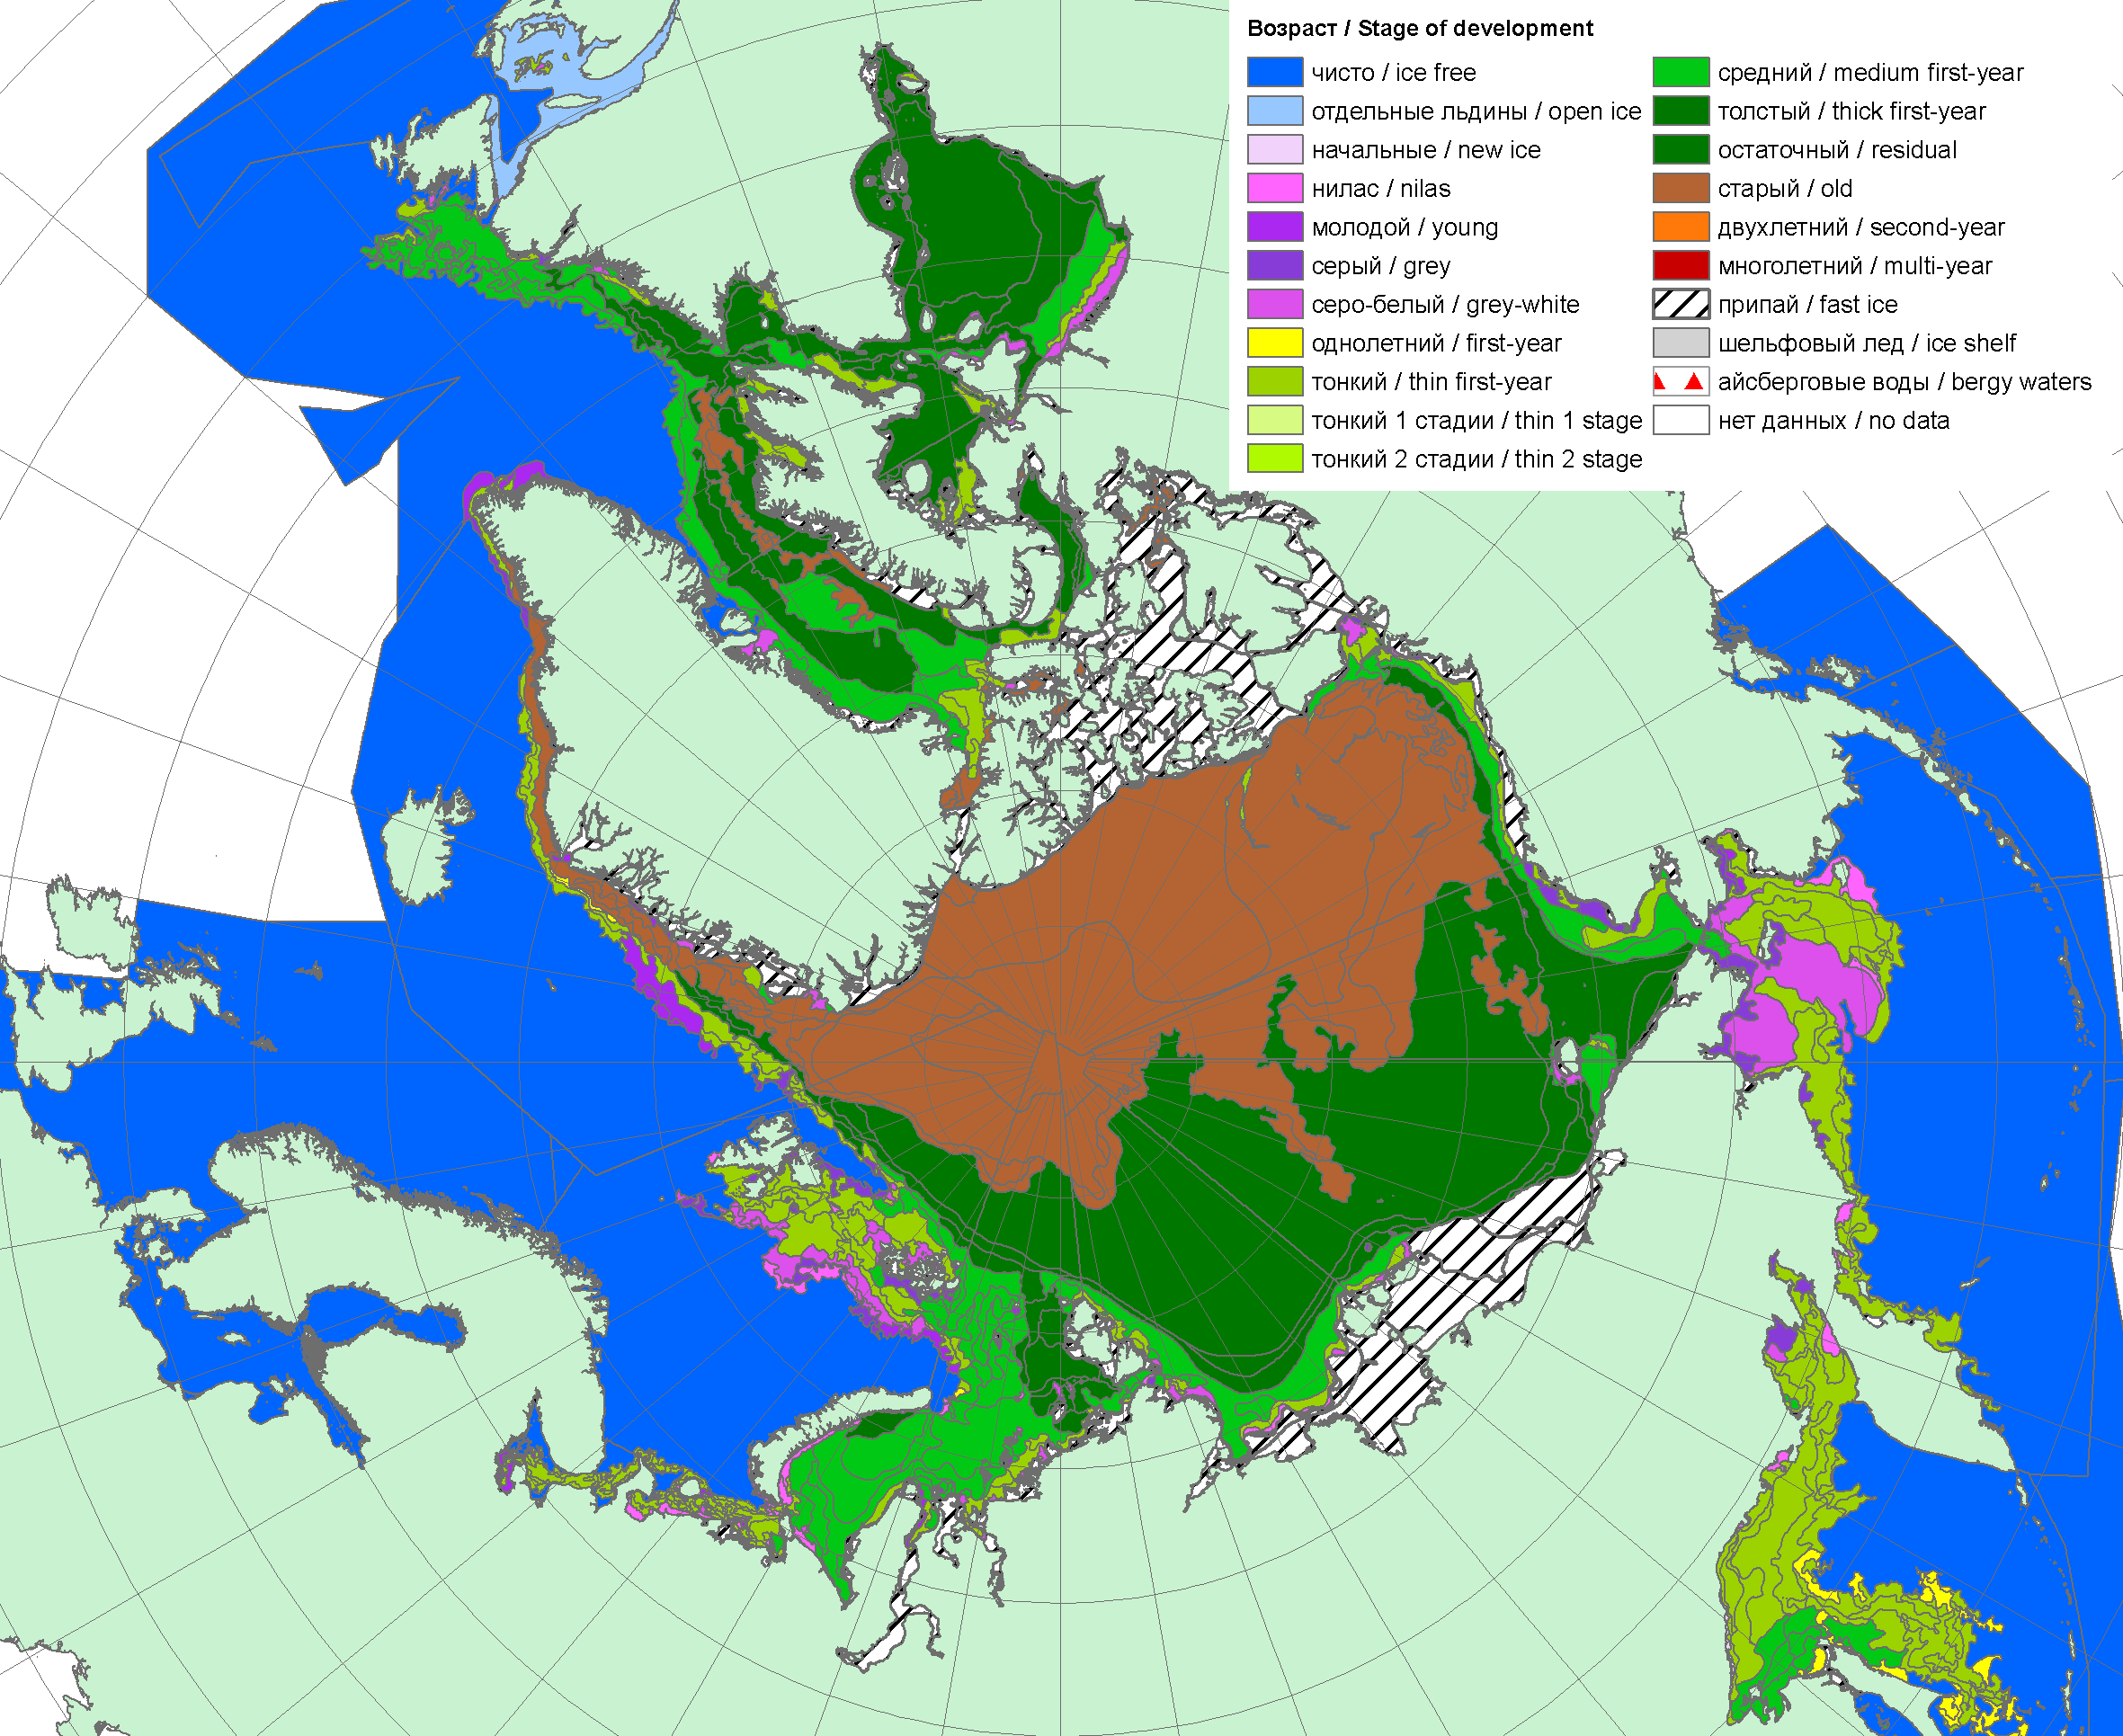 Возраст / Stage of development
чисто / ice free
отдельные льдины / open ice
начальные / new ice
нилас / nilas
молодой / young
серый / grey
серо-белый / grey-white
однолетний / first-year
тонкий / thin first-year
тонкий 1 стадии / thin 1 stage
тонкий 2 стадии / thin 2 stage
средний / medium first-year
толстый / thick first-year
остаточный / residual
старый / old
двухлетний / second-year
многолетний / multi-year
припай / fast ice
шельфовый лед / ice shelf
айсберговые воды / bergy waters
нет данных / no data